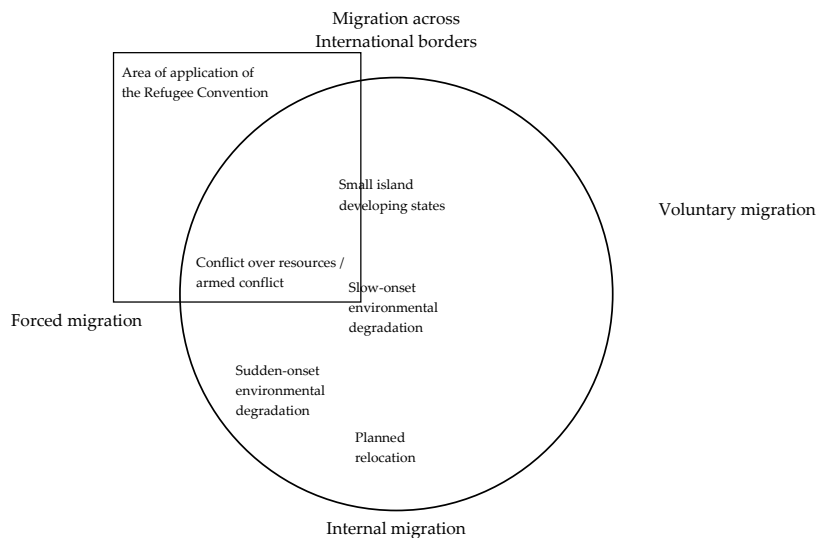 Migration across
International borders
Area of application of
the Refugee Convention
Small island
developing states
Voluntary migration
Conflict over resources /
armed conflict
Slow-onset
environmental
degradation
Forced migration
Sudden-onset
environmental
degradation
Planned
relocation
Internal migration